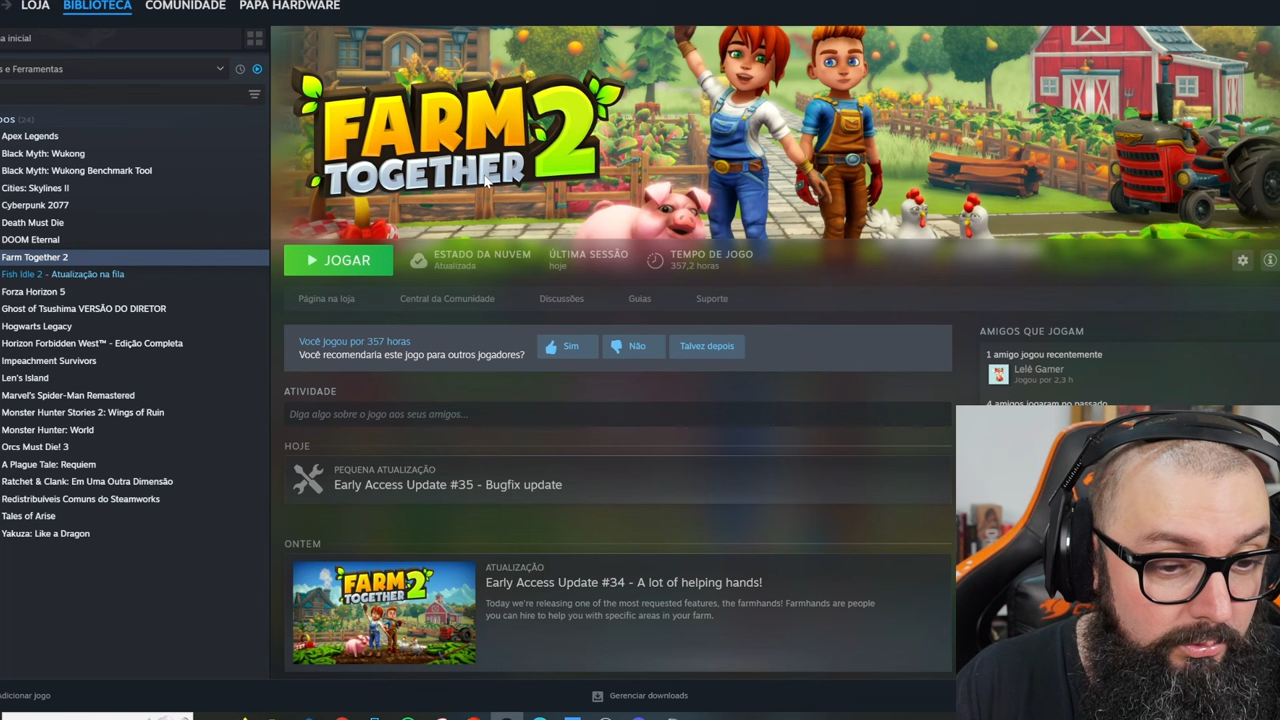 LOJA BIBLIOTECA COMUNIDADE PAPA HARDWARE
a inicial
s e Ferramentas
DOS (24)
Apex Legends
Black Myth: Wukong
Black Myth: Wukong Benchmark Tool
Cities: Skylines II
Cyberpunk 2077
Death Must Die
DOOM Eternal
Farm Together 2
Fish Idle 2 - Atualização na fila
Forza Horizon 5
Ghost of Tsushima VERSÃO DO DIRETOR
Hogwarts Legacy
Horizon Forbidden West™ - Edição Completa
Impeachment Survivors
Len's Island
Marvel's Spider-Man Remastered
Monster Hunter Stories 2: Wings of Ruin
Monster Hunter: World
Orcs Must Die! 3
A Plague Tale: Requiem
Ratchet & Clank: Em Uma Outra Dimensão
Redistribuíveis Comuns do Steamworks
Tales of Arise
Yakuza: Like a Dragon
Adicionar jogo
FARM
TOGETHER 2
JOGAR
ESTADO DA NUVEM
Atualizada
ÚLTIMA SESSÃO
hoje
TEMPO DE JOGO
357,2 horas
Página na loja Central da Comunidade Discussões Guias Suporte
Você jogou por 357 horas
Você recomendaria este jogo para outros jogadores?
Sim Não Talvez depois
ATIVIDADE
Diga algo sobre o jogo aos seus amigos...
HOJE
PEQUENA ATUALIZAÇÃO
Early Access Update #35 - Bugfix update
ONTEM
FARM
TOGETHER 2
ATUALIZAÇÃO
Early Access Update #34 - A lot of helping hands!
Today we're releasing one of the most requested features, the farmhands! Farmhands are people
you can hire to help you with specific areas in your farm.
AMIGOS QUE JOGAM
1 amigo jogou recentemente
Lelê Gamer
Jogou por 2,3 h
4 amigos jogaram no passado
Gerenciar downloads
COUGAR